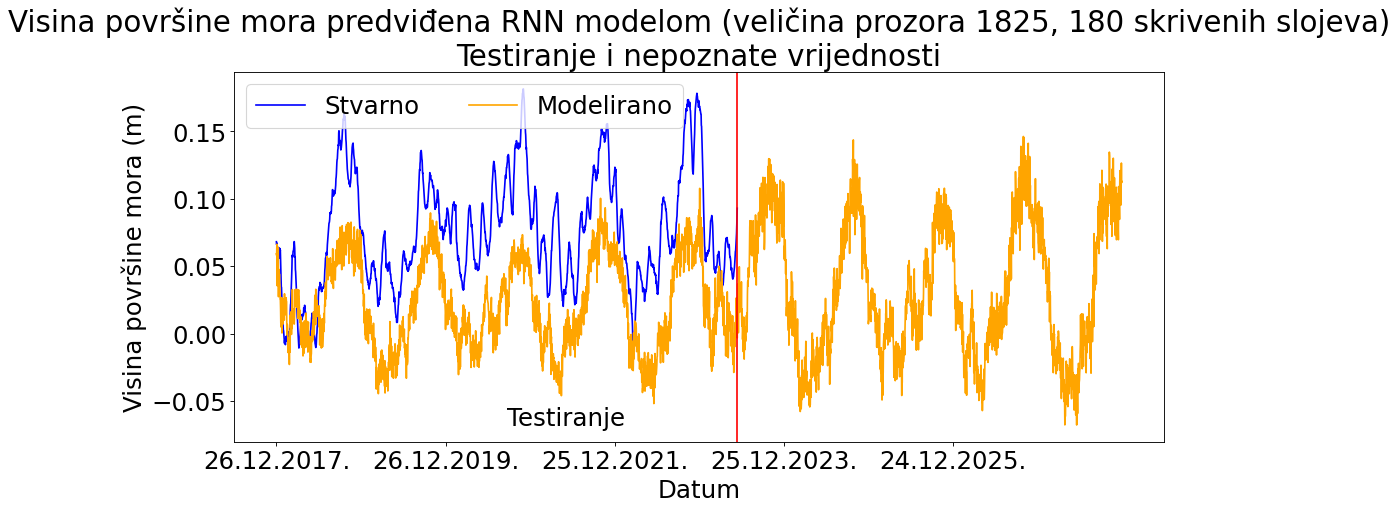 Visina površine mora predviđena RNN modelom (veličina prozora 1825, 180 skrivenih slojeva)
Testiranje i nepoznate vrijednosti
Stvarno Modelirano
Visina površine mora (m)
0.15
0.10
0.05
0.00
−0.05
Testiranje
26.12.2017. 26.12.2019. 25.12.2021. 25.12.2023. 24.12.2025.
Datum